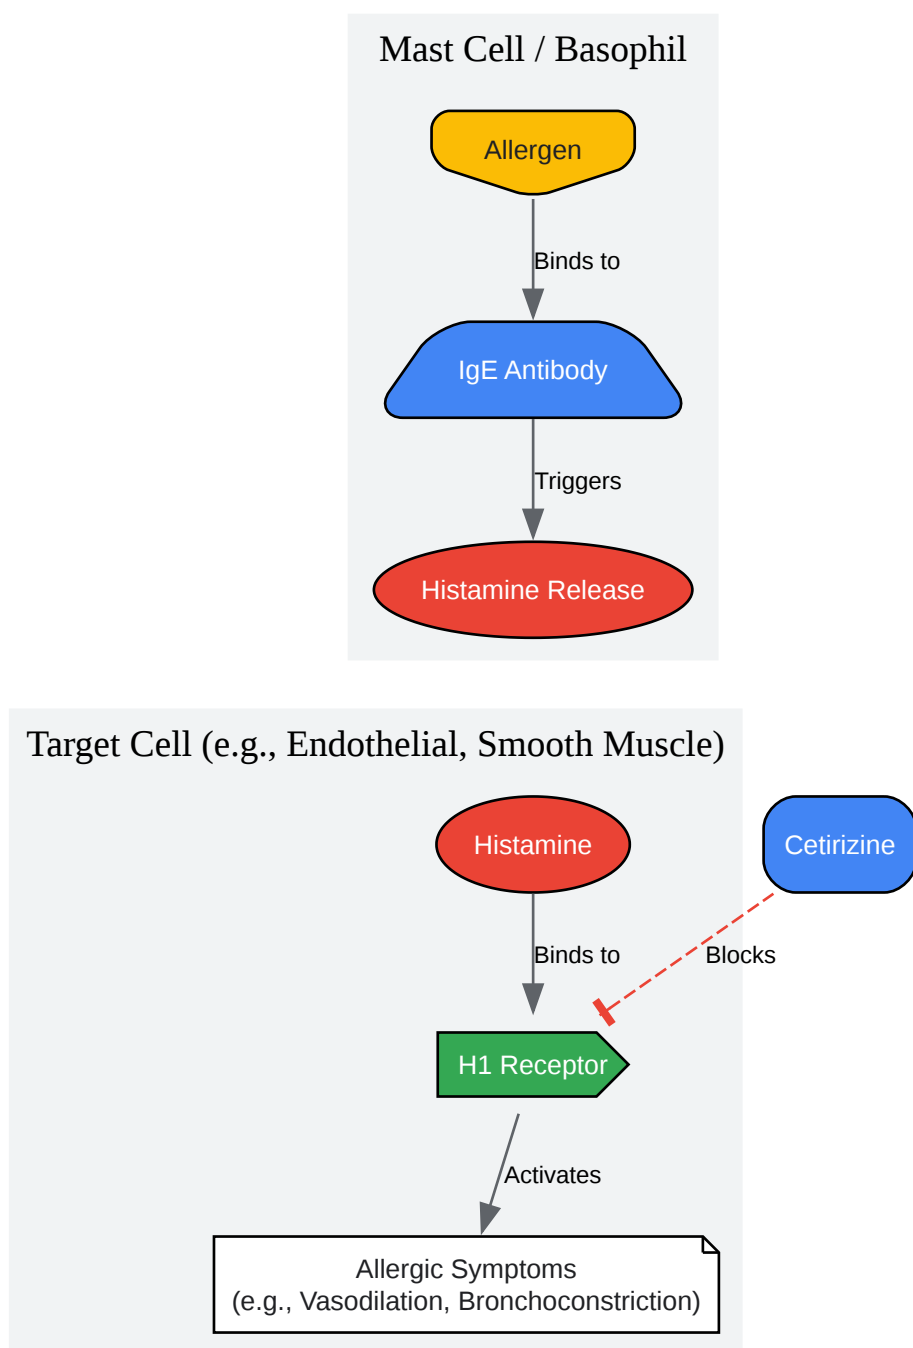 Mast Cell / Basophil
Allergen
Binds to
IgE Antibody
Triggers
Histamine Release
Target Cell (e.g., Endothelial, Smooth Muscle)
Histamine
Cetirizine
Binds to
Blocks
H1 Receptor
Activates
Allergic Symptoms
(e.g., Vasodilation, Bronchoconstriction)